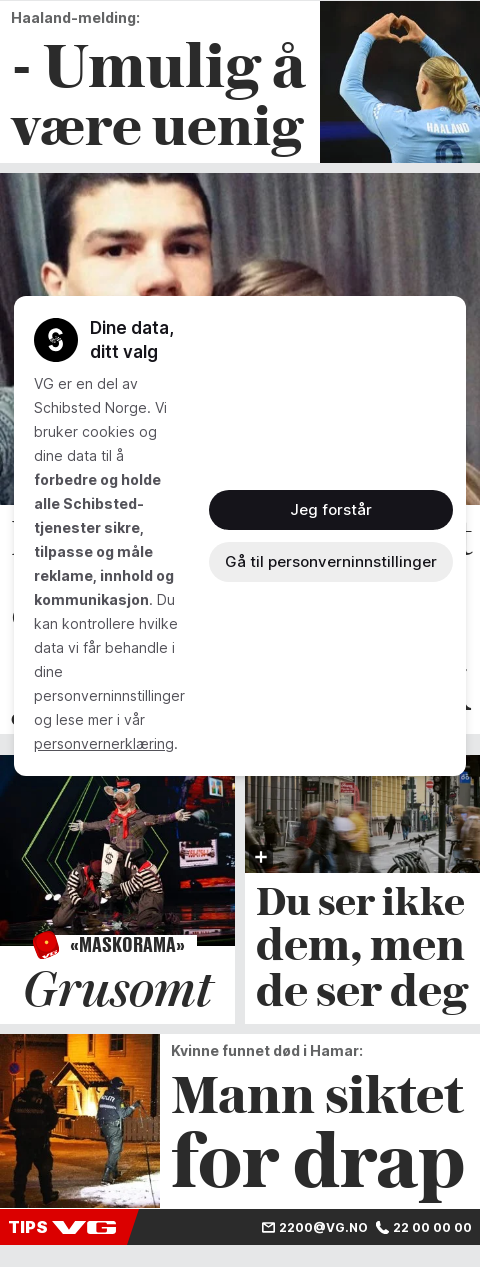 Haaland-melding:
- Umulig å
være uenig
HAALAND
9
Dine data,
ditt valg
VG er en del av
Schibsted Norge. Vi
bruker cookies og
dine data til å
forbedre og holde
alle Schibsted-
tjenester sikre,
tilpasse og måle
reklame, innhold og
kommunikasjon. Du
kan kontrollere hvilke
data vi får behandle i
dine
personverninnstillinger
og lese mer i vår
personvernerklæring.
Jeg forstår
Gå til personverninnstillinger
$
+
«MASKORAMA»
Grusomt
Du ser ikke
dem, men
de ser deg
Kvinne funnet død i Hamar:
Mann siktet
for drap
TIPS VG
2200@VG.NO 22 00 00 00